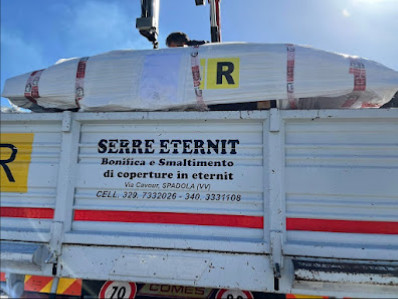 R
R
SERRE ETERNIT
Bonifica e Smaltimento
di coperture in eternit
Via Cavour, SPADOLA (VV)
CELL. 329. 7332026 - 340. 3331108
70
COMES